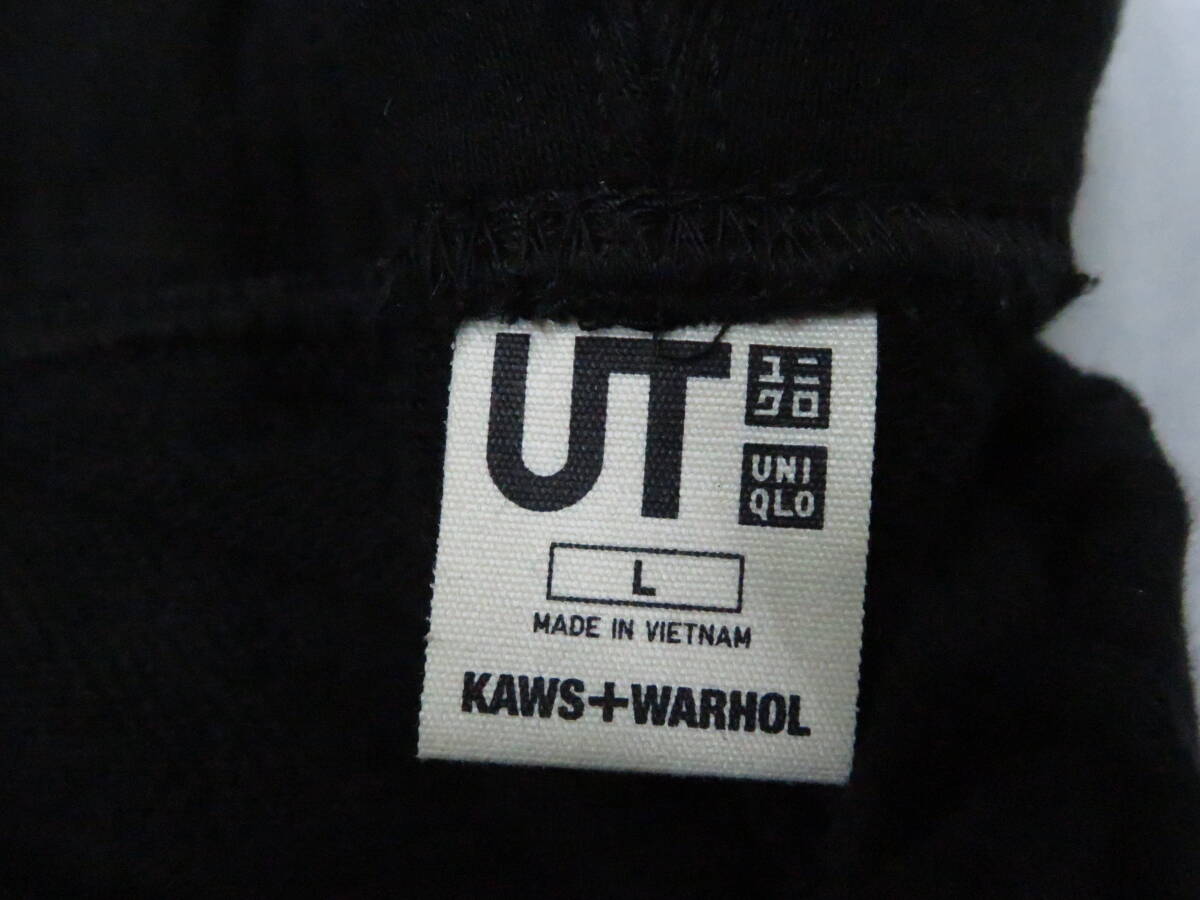 UT
ユニ
クロ
UNI
QLO
L
MADE IN VIETNAM
KAWS+WARHOL